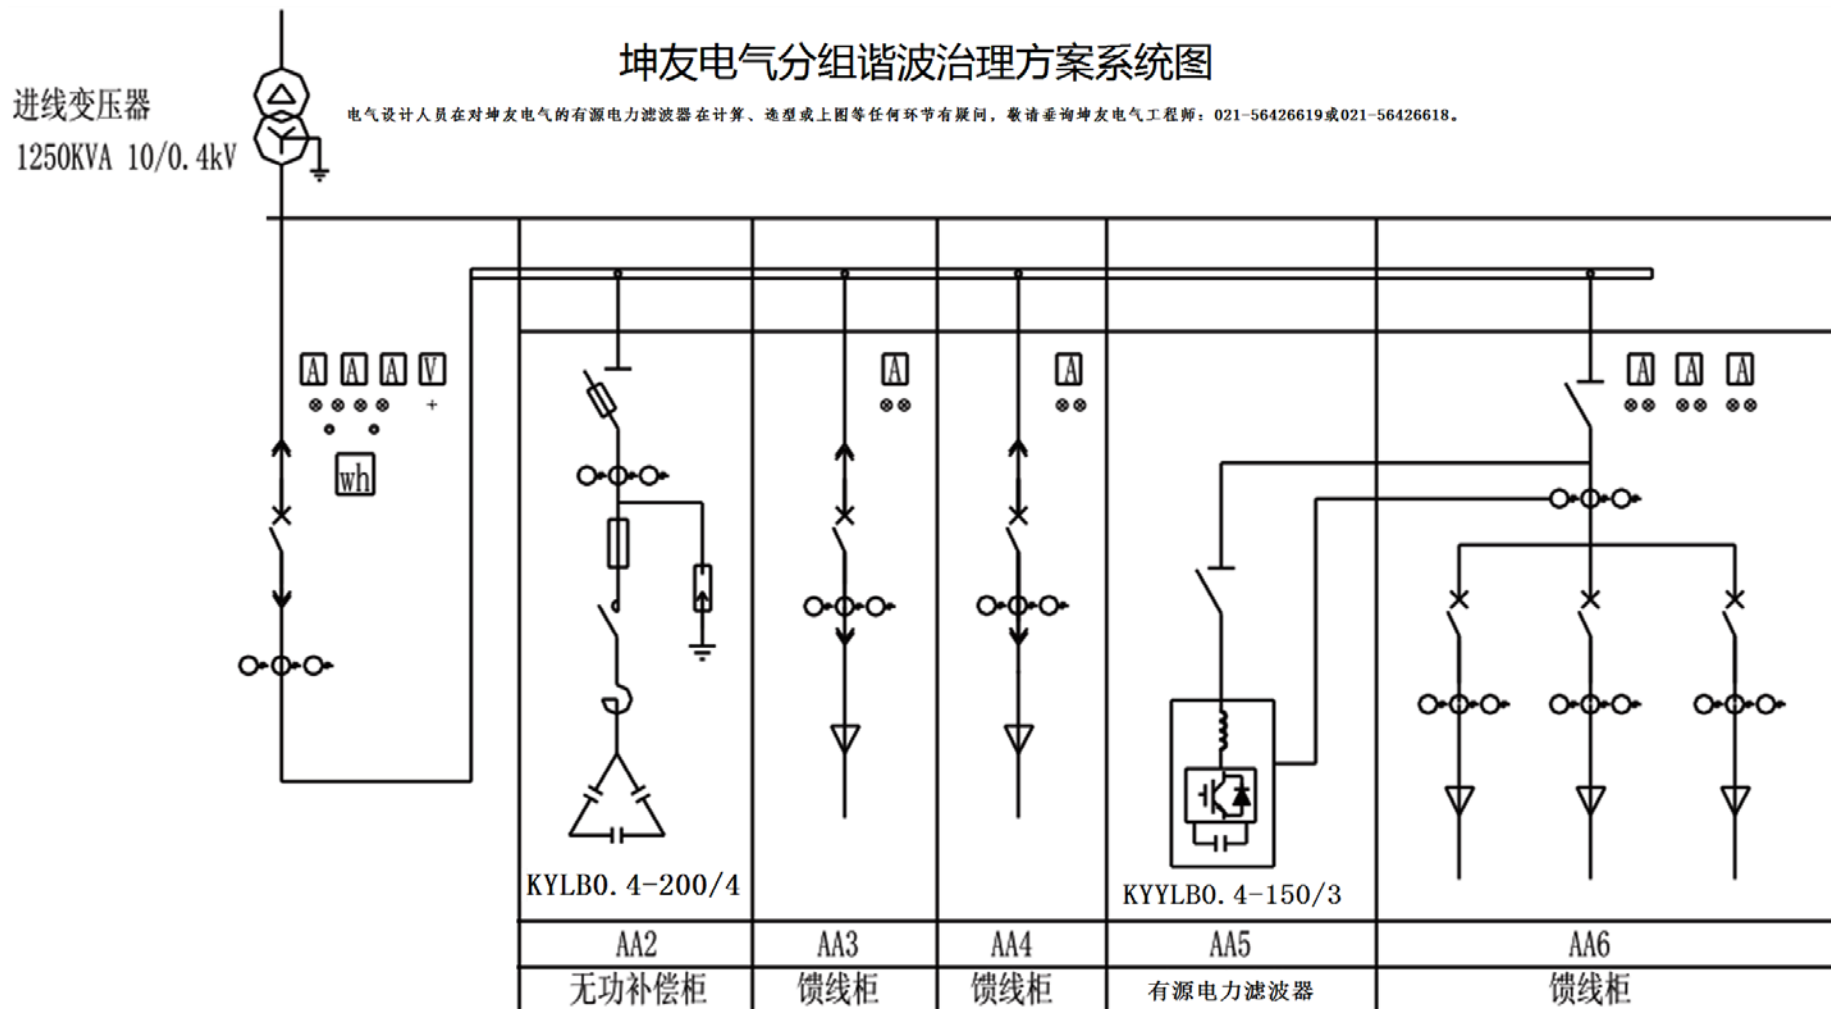 坤友电气分组谐波治理方案系统图
电气设计人员在对坤友电气的有源电力滤波器在计算、选型或上图等任何环节有疑问，敬请垂询坤友电气工程师：021-56426619或021-56426618。
进线变压器
1250KVA 10/0.4kV
A A A V
A
A
A A A
wh
KYLB0.4-200/4
KYYLB0.4-150/3
AA2 AA3 AA4 AA5 AA6
无功补偿柜 馈线柜 馈线柜 有源电力滤波器 馈线柜